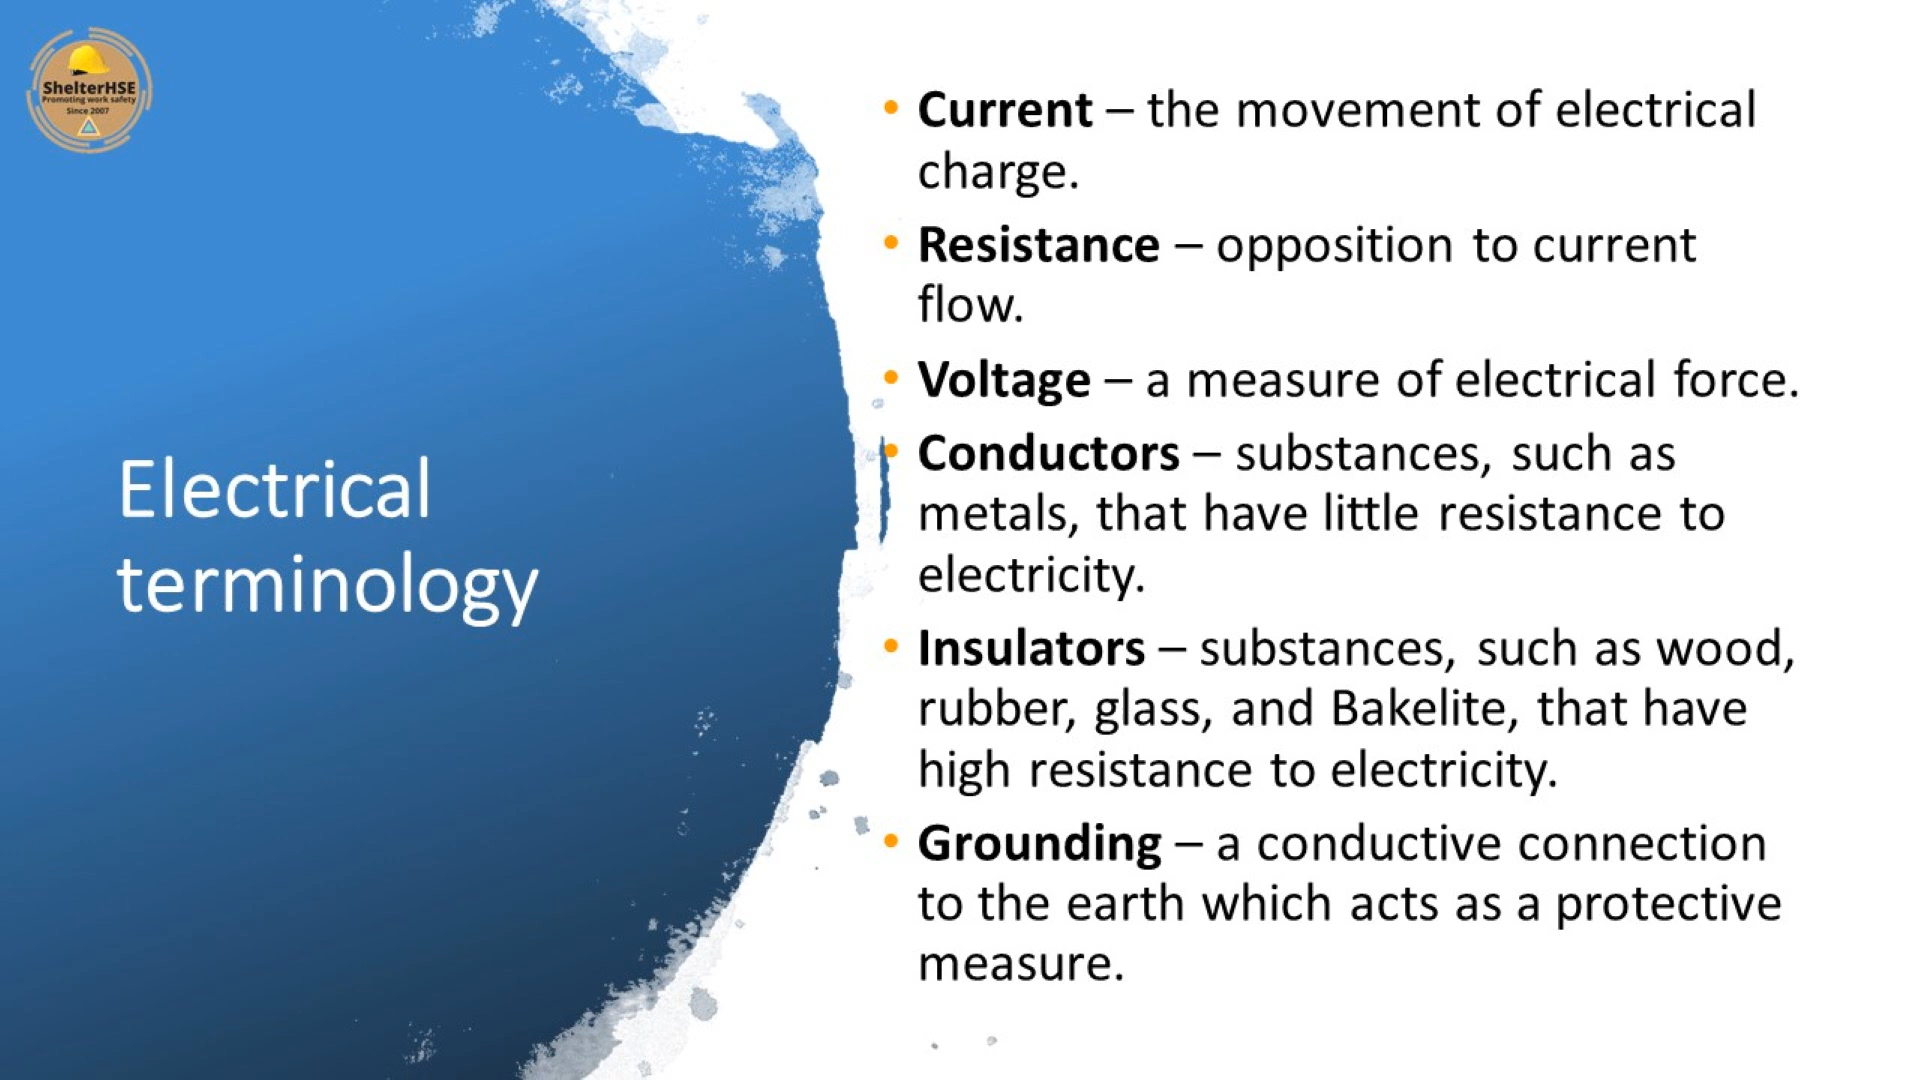 ShelterHSE
Promoting work safety
Since 2007
Electrical
terminology
• Current – the movement of electrical
charge.
• Resistance – opposition to current
flow.
• Voltage – a measure of electrical force.
• Conductors – substances, such as
metals, that have little resistance to
electricity.
• Insulators – substances, such as wood,
rubber, glass, and Bakelite, that have
high resistance to electricity.
• Grounding – a conductive connection
to the earth which acts as a protective
measure.